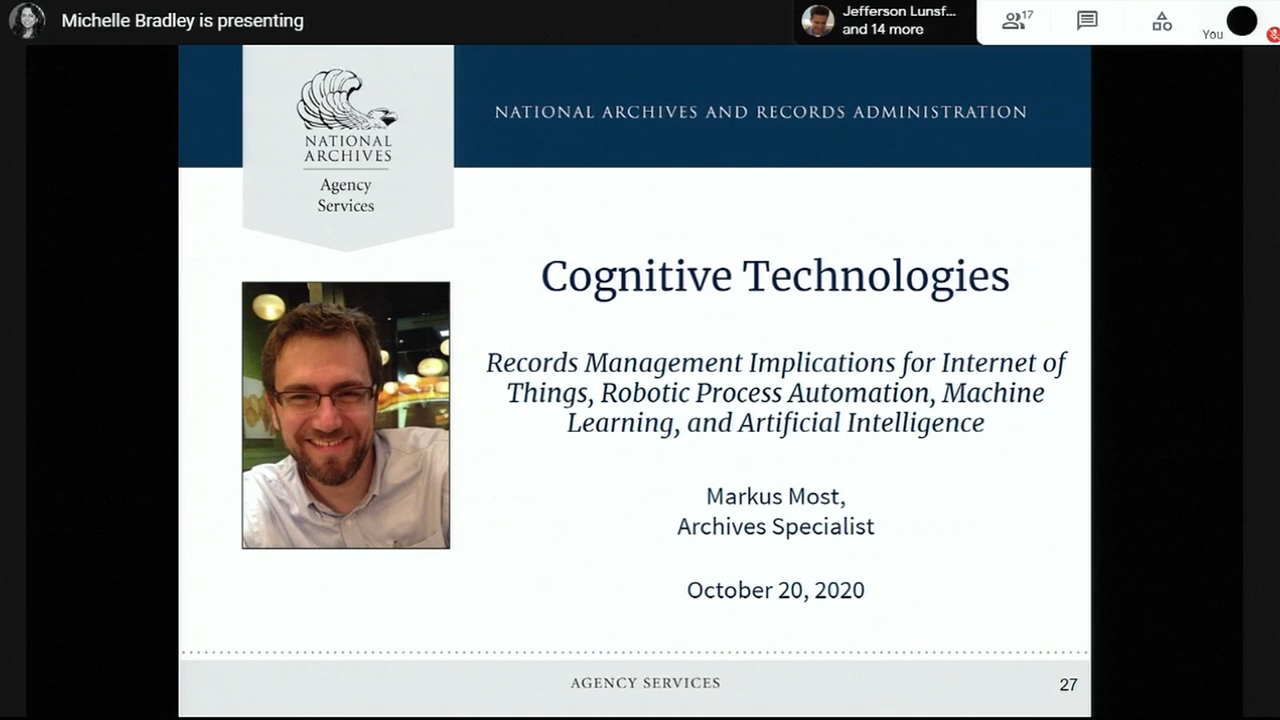 Michelle Bradley is presenting
Jefferson Lunsf...
and 14 more
17
You
NATIONAL ARCHIVES AND RECORDS ADMINISTRATION
NATIONAL
ARCHIVES
Agency
Services
Cognitive Technologies
Records Management Implications for Internet of
Things, Robotic Process Automation, Machine
Learning, and Artificial Intelligence
Markus Most,
Archives Specialist
October 20, 2020
AGENCY SERVICES
27